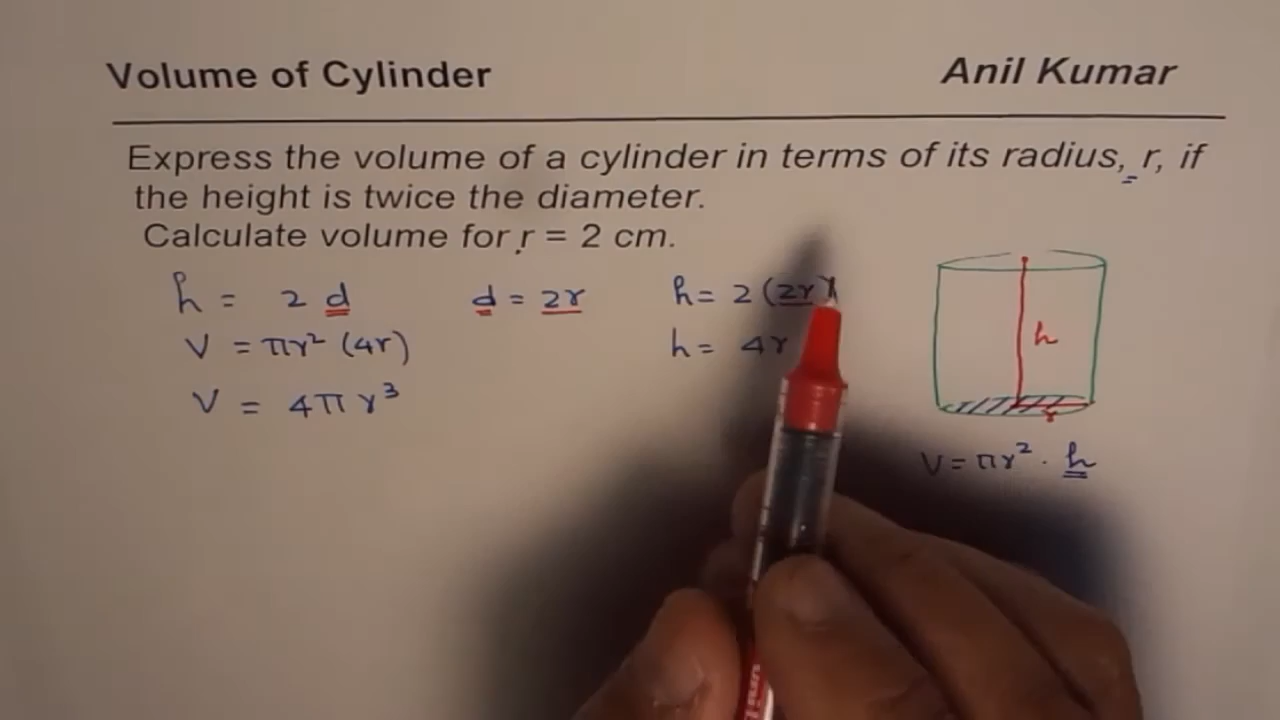 Volume of Cylinder Anil Kumar
Express the volume of a cylinder in terms of its radius, r, if
the height is twice the diameter.
Calculate volume for r = 2 cm.
h = 2 d d = 2r h = 2 (2r)
V = πr² (4r) h = 4r
V = 4π r³
h
r
V = πr² · h